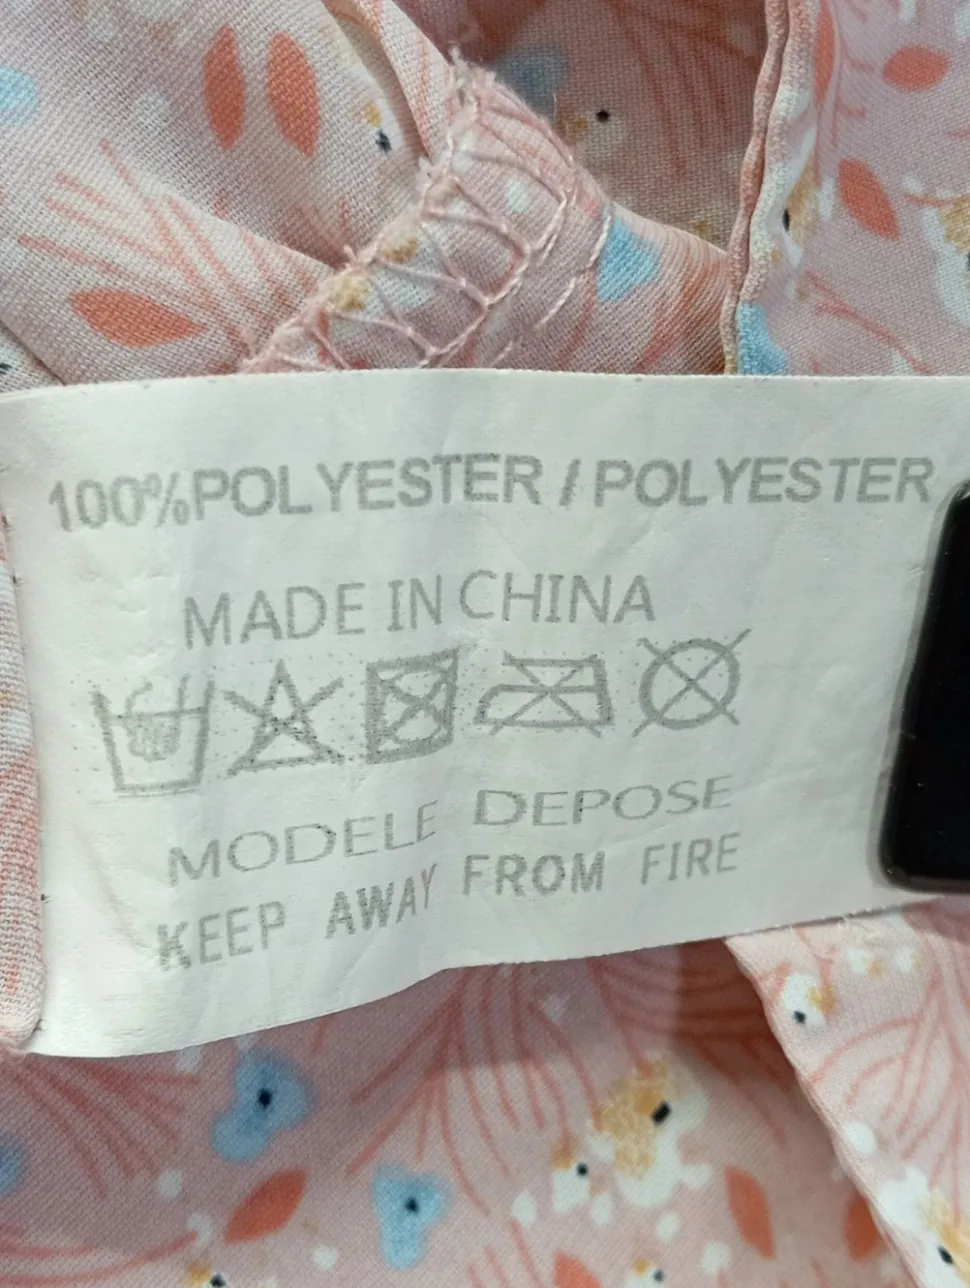 100%POLYESTER / POLYESTER
MADE IN CHINA
MODELE DEPOSE
KEEP AWAY FROM FIRE